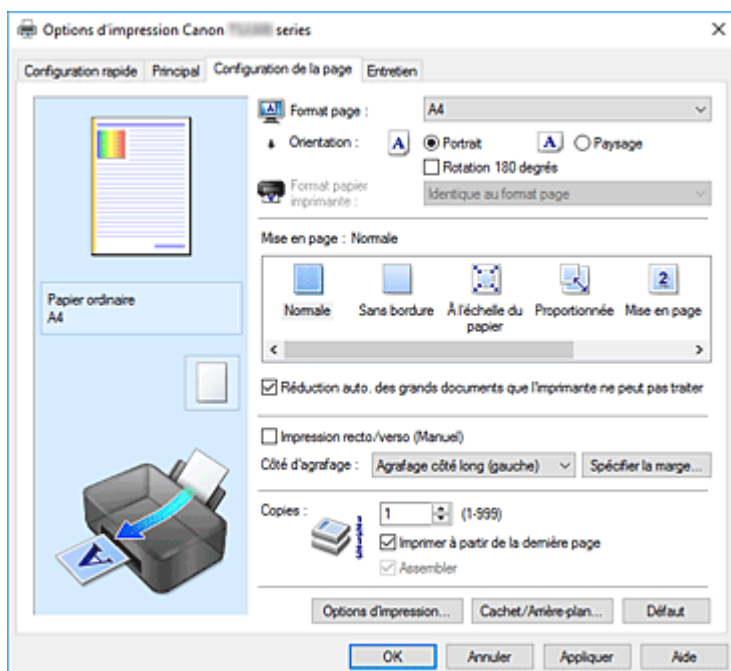 Options d'impression Canon series
Configuration rapide Principal Configuration de la page Entretien
Format page : A4
Orientation : A Portrait A Paysage
Rotation 180 degrés
Format papier
imprimante : Identique au format page
Mise en page : Normale
2
Normale Sans bordure À l'échelle du
papier Proportionnée Mise en page
Papier ordinaire
A4
Réduction auto. des grands documents que l'imprimante ne peut pas traiter
Impression recto/verso (Manuel)
Côté d'agrafage : Agrafage côté long (gauche) Spécifier la marge...
Copies : 1 (1-999)
Imprimer à partir de la dernière page
Assembler
A
Options d'impression... Cachet/Arrière-plan... Défaut
OK Annuler Appliquer Aide